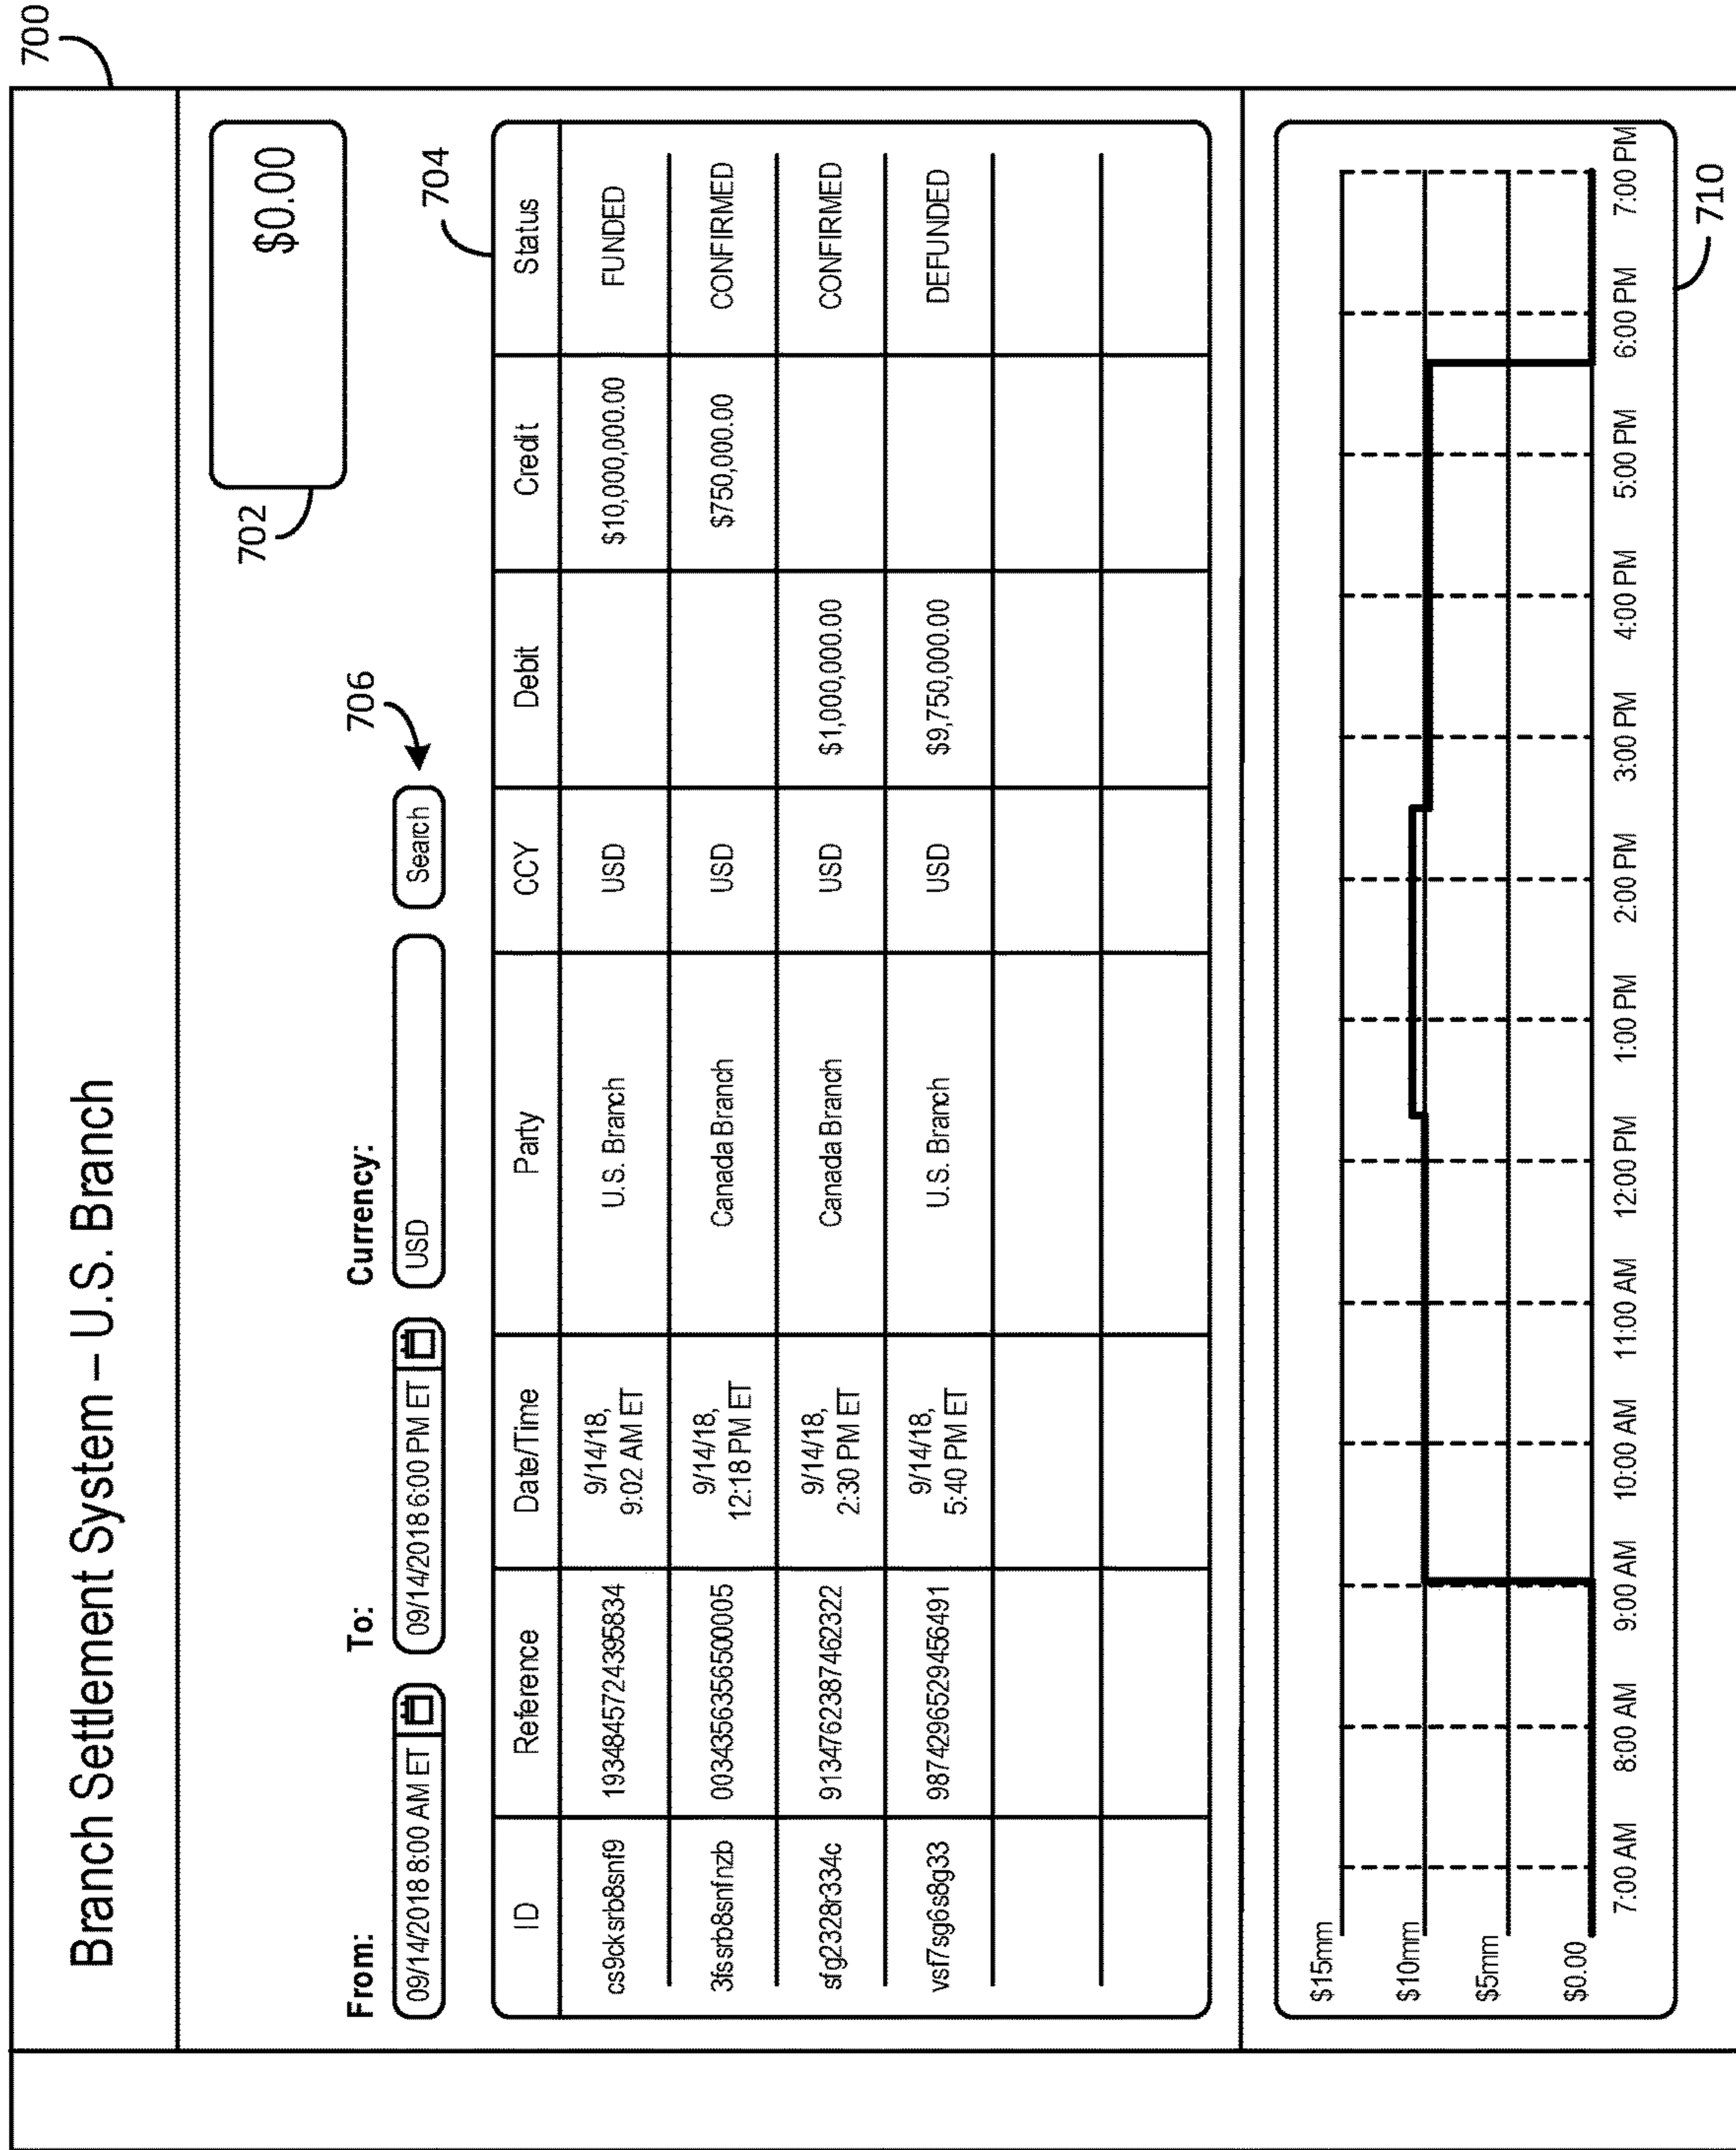 700
Branch Settlement System – U.S. Branch
702
$0.00
From:
To:
Currency:
706
09/14/2018 8:00 AM ET
09/14/2018 6:00 PM ET
USD
Search
704
ID Reference Date/Time Party CCY Debit Credit Status
cs9cksrb8snf9 1934845724395834 9/14/18, 9:02 AM ET U.S. Branch USD $10,000,000.00 FUNDED
3fssrb8snfnzb 0034356356500005 9/14/18, 12:18 PM ET Canada Branch USD $750,000.00 CONFIRMED
sfg2328r334c 9134762387462322 9/14/18, 2:30 PM ET Canada Branch USD $1,000,000.00 CONFIRMED
vsf7sg6s8g33 9874296529456491 9/14/18, 5:40 PM ET U.S. Branch USD $9,750,000.00 DEFUNDED
$15mm
$10mm
$5mm
$0.00
7:00 AM 8:00 AM 9:00 AM 10:00 AM 11:00 AM 12:00 PM 1:00 PM 2:00 PM 3:00 PM 4:00 PM 5:00 PM 6:00 PM 7:00 PM
710